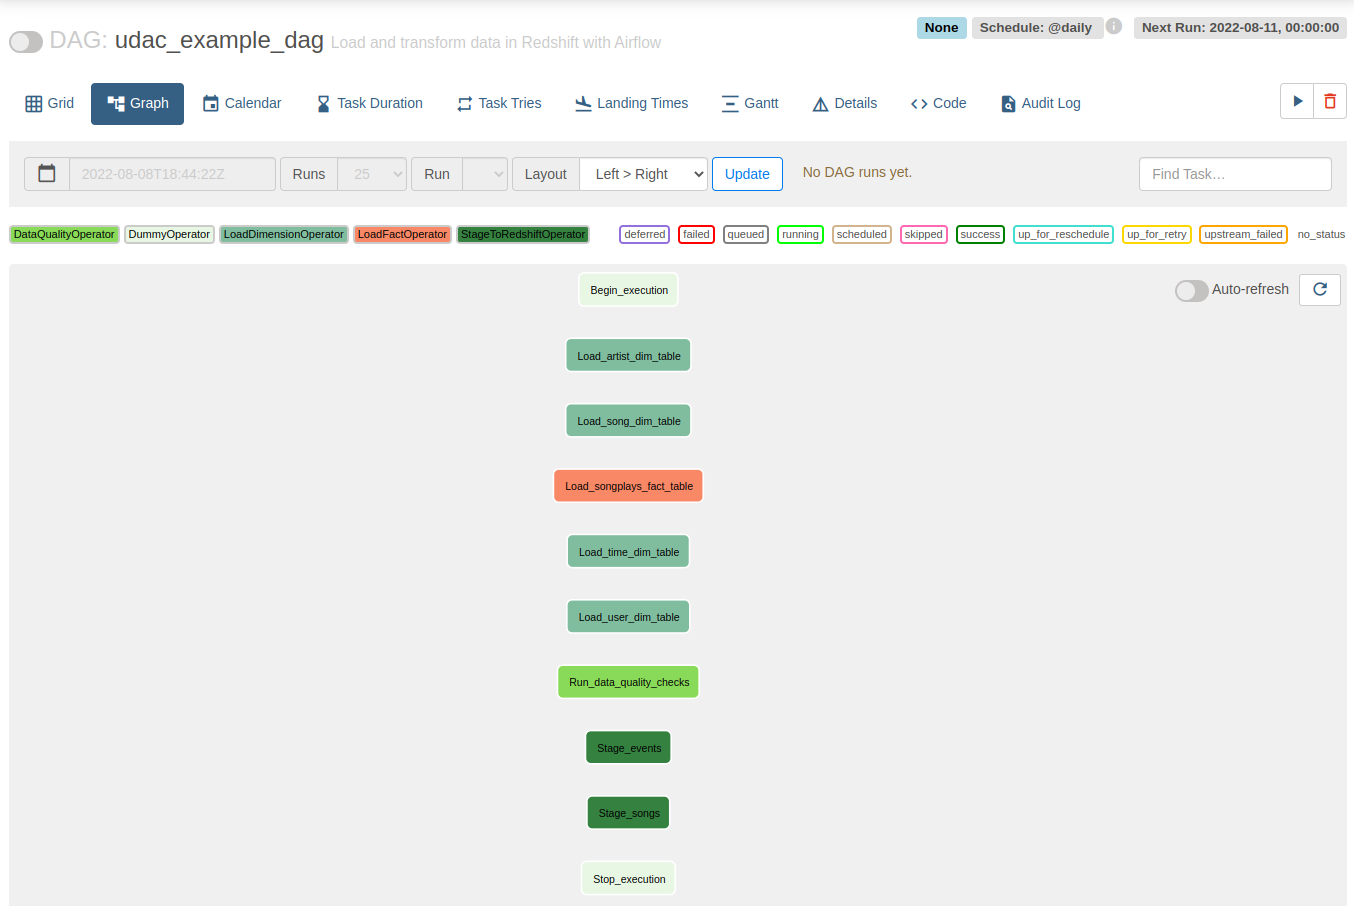 DAG: udac_example_dag Load and transform data in Redshift with Airflow
None Schedule: @daily i Next Run: 2022-08-11, 00:00:00
Grid Graph Calendar Task Duration Task Tries Landing Times Gantt Details Code Audit Log
2022-08-08T18:44:22Z Runs 25 Run Layout Left > Right Update No DAG runs yet. Find Task…
DataQualityOperator DummyOperator LoadDimensionOperator LoadFactOperator StageToRedshiftOperator deferred failed queued running scheduled skipped success up_for_reschedule up_for_retry upstream_failed no_status
Begin_execution
Auto-refresh
Load_artist_dim_table
Load_song_dim_table
Load_songplays_fact_table
Load_time_dim_table
Load_user_dim_table
Run_data_quality_checks
Stage_events
Stage_songs
Stop_execution